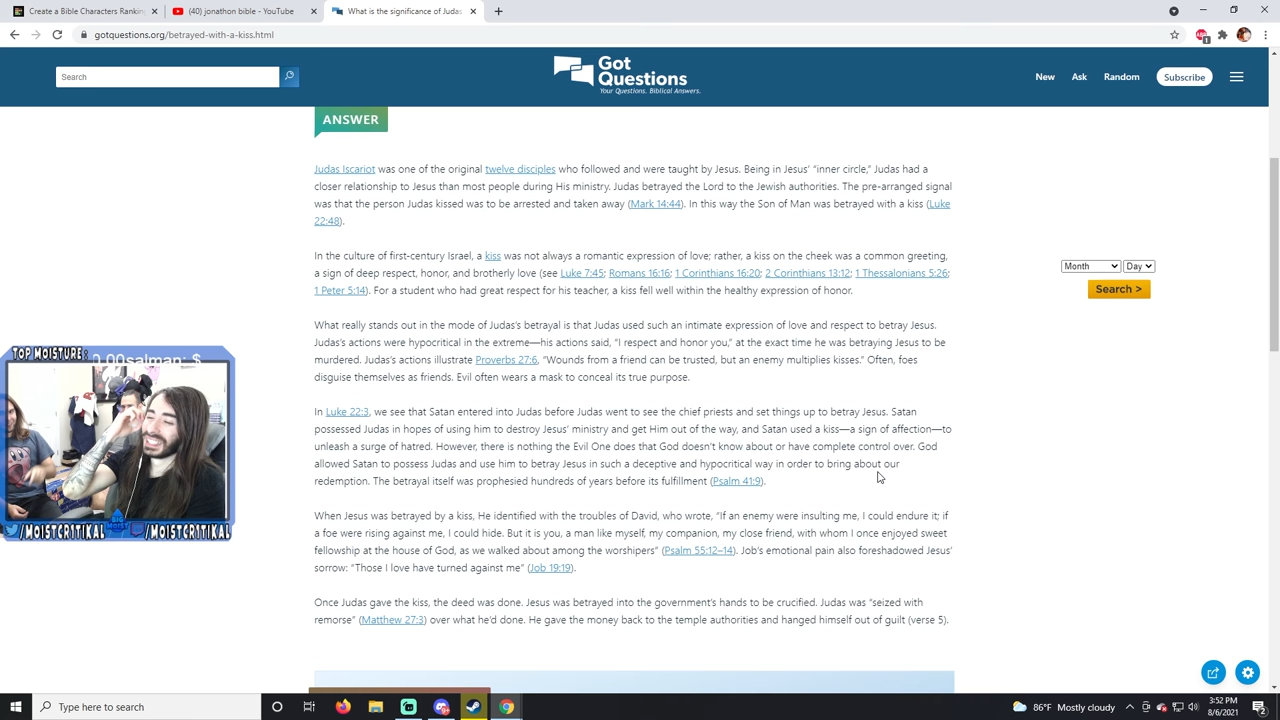 Create a Bible Characters Ranking
(40) jonathon bible - YouTube
What is the significance of Judas
gotquestions.org/betrayed-with-a-kiss.html
1
Search
Got
Questions
Your Questions. Biblical Answers.
New
Ask
Random
Subscribe
ANSWER
Judas Iscariot was one of the original twelve disciples who followed and were taught by Jesus. Being in Jesus’ “inner circle,” Judas had a
closer relationship to Jesus than most people during His ministry. Judas betrayed the Lord to the Jewish authorities. The pre-arranged signal
was that the person Judas kissed was to be arrested and taken away (Mark 14:44). In this way the Son of Man was betrayed with a kiss (Luke
22:48).
In the culture of first-century Israel, a kiss was not always a romantic expression of love; rather, a kiss on the cheek was a common greeting,
a sign of deep respect, honor, and brotherly love (see Luke 7:45; Romans 16:16; 1 Corinthians 16:20; 2 Corinthians 13:12; 1 Thessalonians 5:26;
1 Peter 5:14). For a student who had great respect for his teacher, a kiss fell well within the healthy expression of honor.
Month
Day
Search >
What really stands out in the mode of Judas’s betrayal is that Judas used such an intimate expression of love and respect to betray Jesus.
Judas’s actions were hypocritical in the extreme—his actions said, “I respect and honor you,” at the exact time he was betraying Jesus to be
murdered. Judas’s actions illustrate Proverbs 27:6, “Wounds from a friend can be trusted, but an enemy multiplies kisses.” Often, foes
disguise themselves as friends. Evil often wears a mask to conceal its true purpose.
TOP MOISTURE:
0.00salman: $
In Luke 22:3, we see that Satan entered into Judas before Judas went to see the chief priests and set things up to betray Jesus. Satan
possessed Judas in hopes of using him to destroy Jesus’ ministry and get Him out of the way, and Satan used a kiss—a sign of affection—to
unleash a surge of hatred. However, there is nothing the Evil One does that God doesn’t know about or have complete control over. God
allowed Satan to possess Judas and use him to betray Jesus in such a deceptive and hypocritical way in order to bring about our
redemption. The betrayal itself was prophesied hundreds of years before its fulfillment (Psalm 41:9).
BIG
MOIST
/MOISTCR1TIKAL
/MOISTCR1TIKAL
When Jesus was betrayed by a kiss, He identified with the troubles of David, who wrote, “If an enemy were insulting me, I could endure it; if
a foe were rising against me, I could hide. But it is you, a man like myself, my companion, my close friend, with whom I once enjoyed sweet
fellowship at the house of God, as we walked about among the worshipers” (Psalm 55:12–14). Job’s emotional pain also foreshadowed Jesus’
sorrow: “Those I love have turned against me” (Job 19:19).
Once Judas gave the kiss, the deed was done. Jesus was betrayed into the government’s hands to be crucified. Judas was “seized with
remorse” (Matthew 27:3) over what he’d done. He gave the money back to the temple authorities and hanged himself out of guilt (verse 5).
Type here to search
86°F Mostly cloudy
3:52 PM
8/6/2021
2